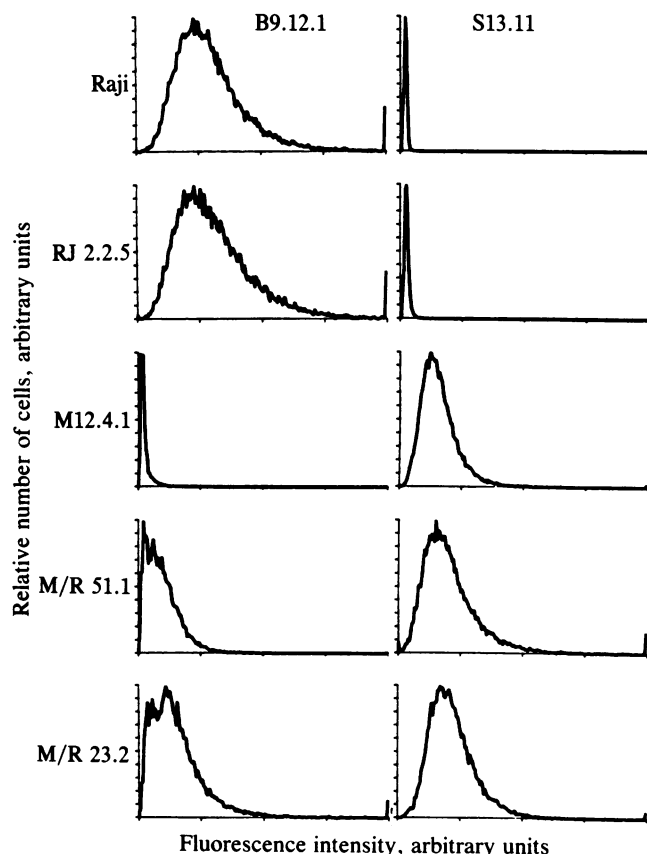 B9.12.1
S13.11
Raji
RJ 2.2.5
M12.4.1
M/R 51.1
M/R 23.2
Relative number of cells, arbitrary units
Fluorescence intensity, arbitrary units